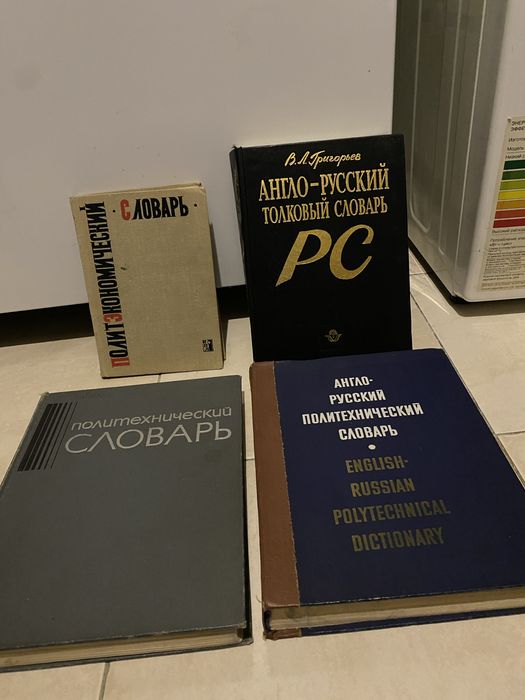 ПОЛИТЭКОНОМИЧЕСКИЙ
· СЛОВАРЬ ·
В. Л. Григорьев
АНГЛО-РУССКИЙ
ТОЛКОВЫЙ СЛОВАРЬ
PC
ПОЛИТЕХНИЧЕСКИЙ
СЛОВАРЬ
АНГЛО-
РУССКИЙ
ПОЛИТЕХНИЧЕСКИЙ
СЛОВАРЬ
•
ENGLISH-
RUSSIAN
POLYTECHNICAL
DICTIONARY